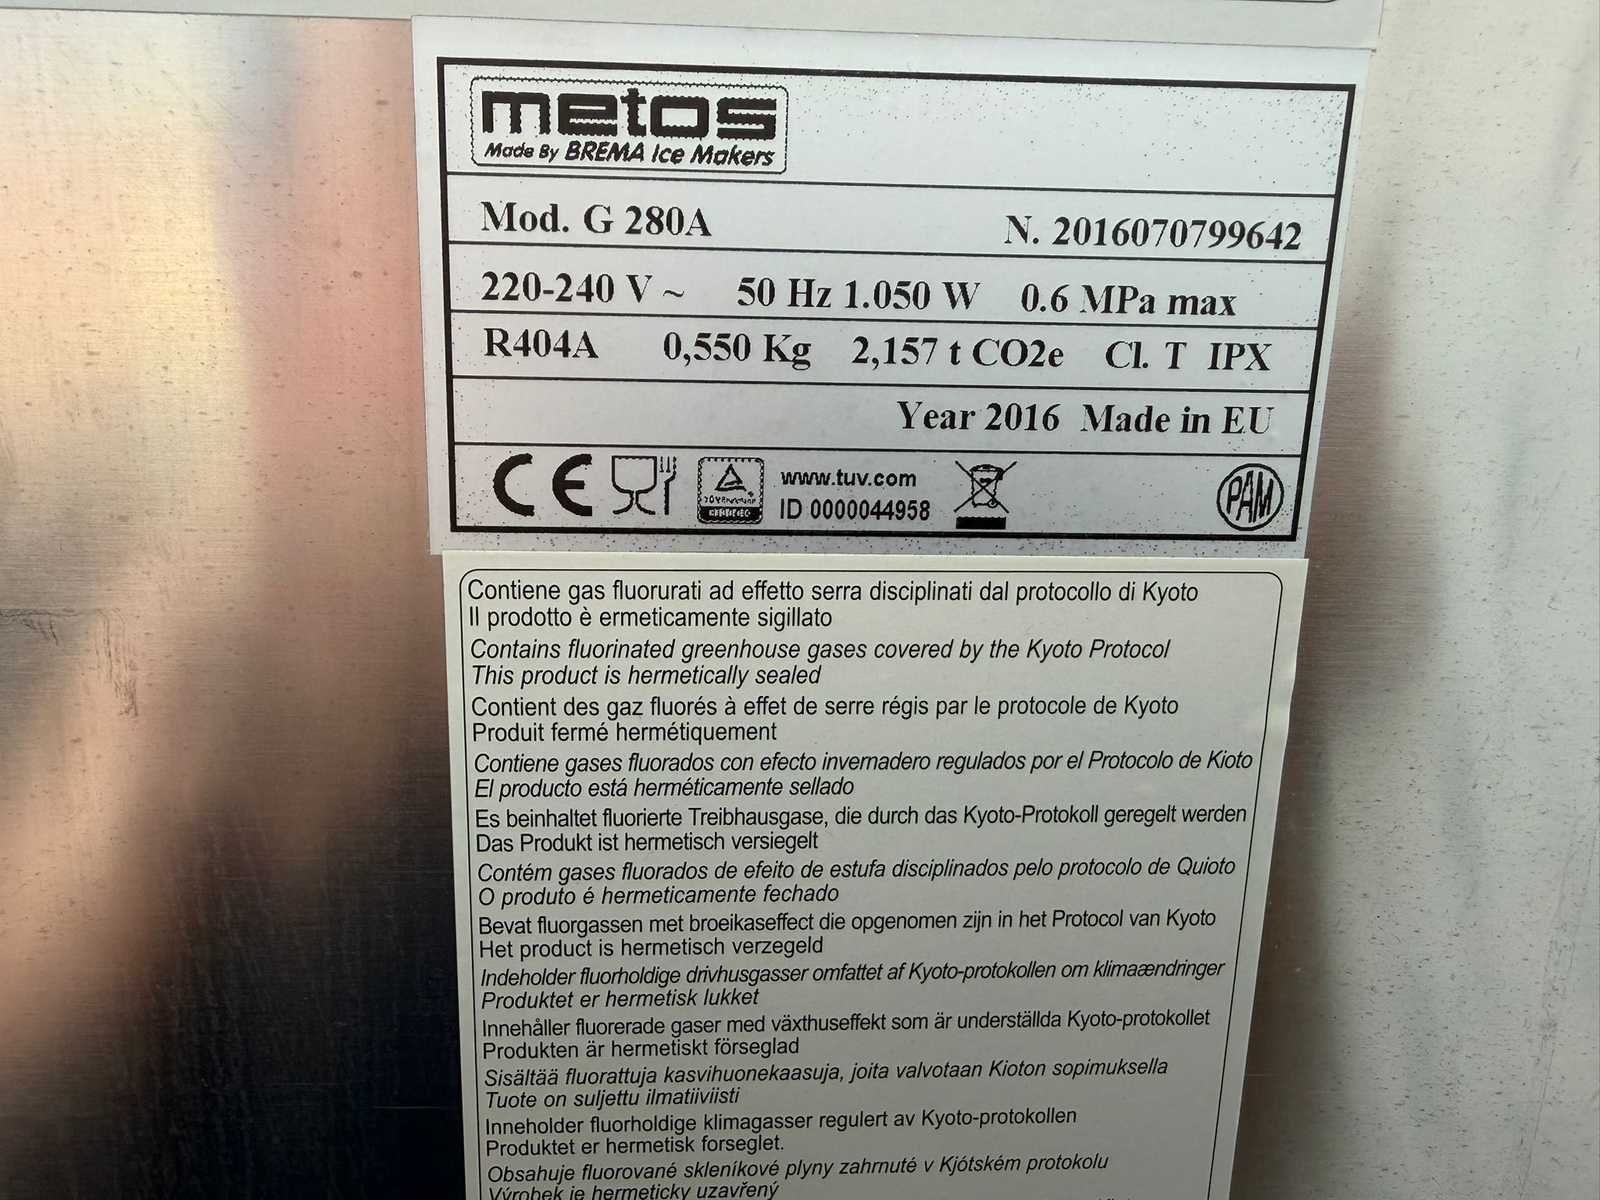 metos
Made By BREMA Ice Makers
Mod. G 280A N. 2016070799642
220-240 V ~ 50 Hz 1.050 W 0.6 MPa max
R404A 0,550 Kg 2,157 t CO2e Cl. T IPX
Year 2016 Made in EU
CE www.tuv.com
ID 0000044958
PAM
Contiene gas fluorurati ad effetto serra disciplinati dal protocollo di Kyoto
Il prodotto è ermeticamente sigillato
Contains fluorinated greenhouse gases covered by the Kyoto Protocol
This product is hermetically sealed
Contient des gaz fluorés à effet de serre régis par le protocole de Kyoto
Produit fermé hermétiquement
Contiene gases fluorados con efecto invernadero regulados por el Protocolo de Kioto
El producto está herméticamente sellado
Es beinhaltet fluorierte Treibhausgase, die durch das Kyoto-Protokoll geregelt werden
Das Produkt ist hermetisch versiegelt
Contém gases fluorados de efeito de estufa disciplinados pelo protocolo de Quioto
O produto é hermeticamente fechado
Bevat fluorgassen met broeikaseffect die opgenomen zijn in het Protocol van Kyoto
Het product is hermetisch verzegeld
Indeholder fluorholdige drivhusgasser omfattet af Kyoto-protokollen om klimaændringer
Produktet er hermetisk lukket
Innehåller fluorerade gaser med växthuseffekt som är underställda Kyoto-protokollet
Produkten är hermetiskt förseglad
Sisältää fluorattuja kasvihuonekaasuja, joita valvotaan Kioton sopimuksella
Tuote on suljettu ilmatiiviisti
Inneholder fluorholdige klimagasser regulert av Kyoto-protokollen
Produktet er hermetisk forseglet.
Obsahuje fluorované skleníkové plyny zahrnuté v Kjótském protokolu
Výrobek je hermeticky uzavřený